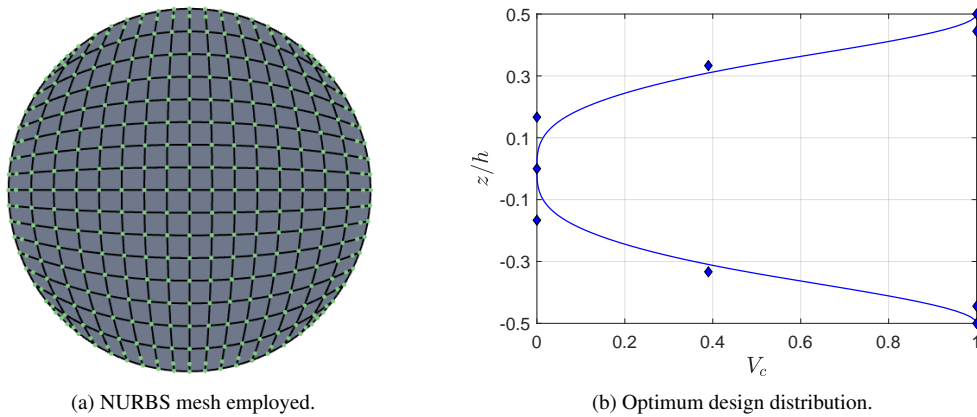 0.5
0.3
0.1
-0.1
-0.3
-0.5
z/h
0 0.2 0.4 0.6 0.8 1
V_c
(a) NURBS mesh employed.
(b) Optimum design distribution.